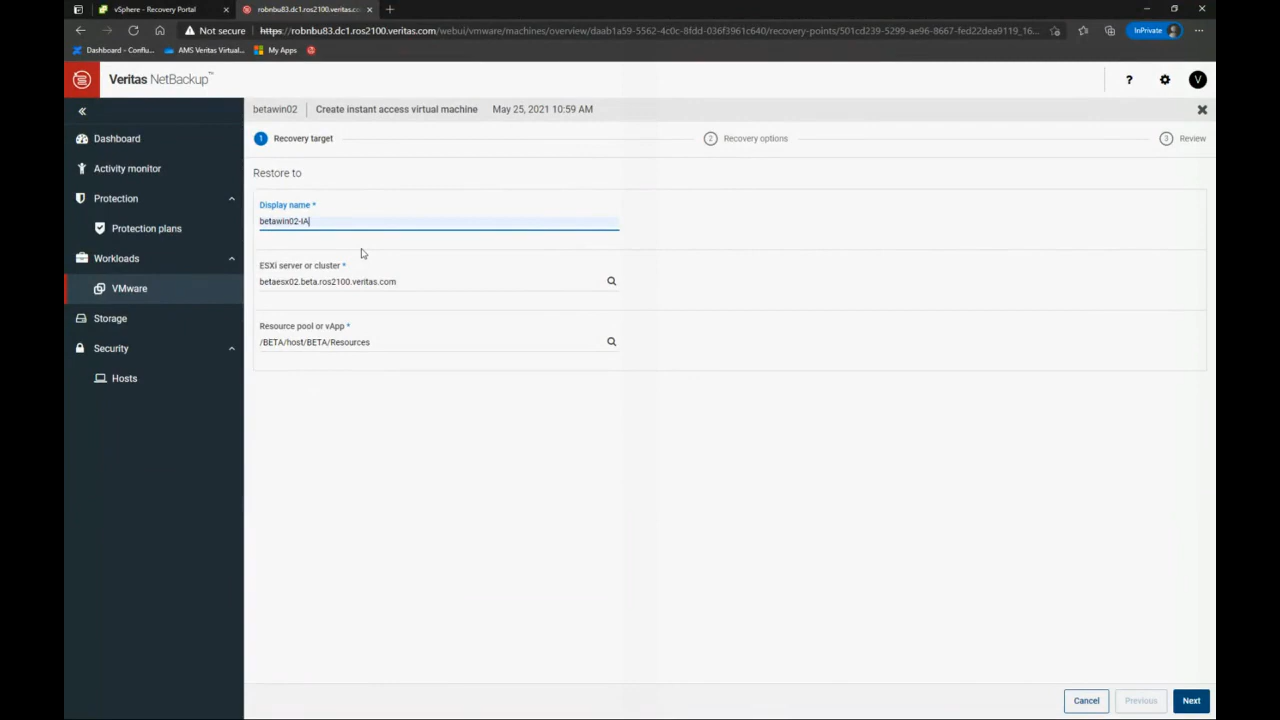 vSphere - Recovery Portal
robnbu83.dc1.ros2100.veritas.co
Not secure
https://robnbu83.dc1.ros2100.veritas.com/webui/vmware/machines/overview/daab1a59-5562-4c0c-8fdd-036f3961c640/recovery-points/501cd239-5299-ae96-8667-fed22dea9119_16...
InPrivate
Dashboard - Conflu...
AMS Veritas Virtual...
My Apps
Veritas NetBackup™
?
V
betawin02
Create instant access virtual machine
May 25, 2021 10:59 AM
Dashboard
1 Recovery target
2 Recovery options
3 Review
Activity monitor
Restore to
Protection
Display name *
Protection plans
betawin02-IA
Workloads
ESXi server or cluster *
VMware
betaesx02.beta.ros2100.veritas.com
Storage
Resource pool or vApp *
Security
/BETA/host/BETA/Resources
Hosts
Cancel
Previous
Next